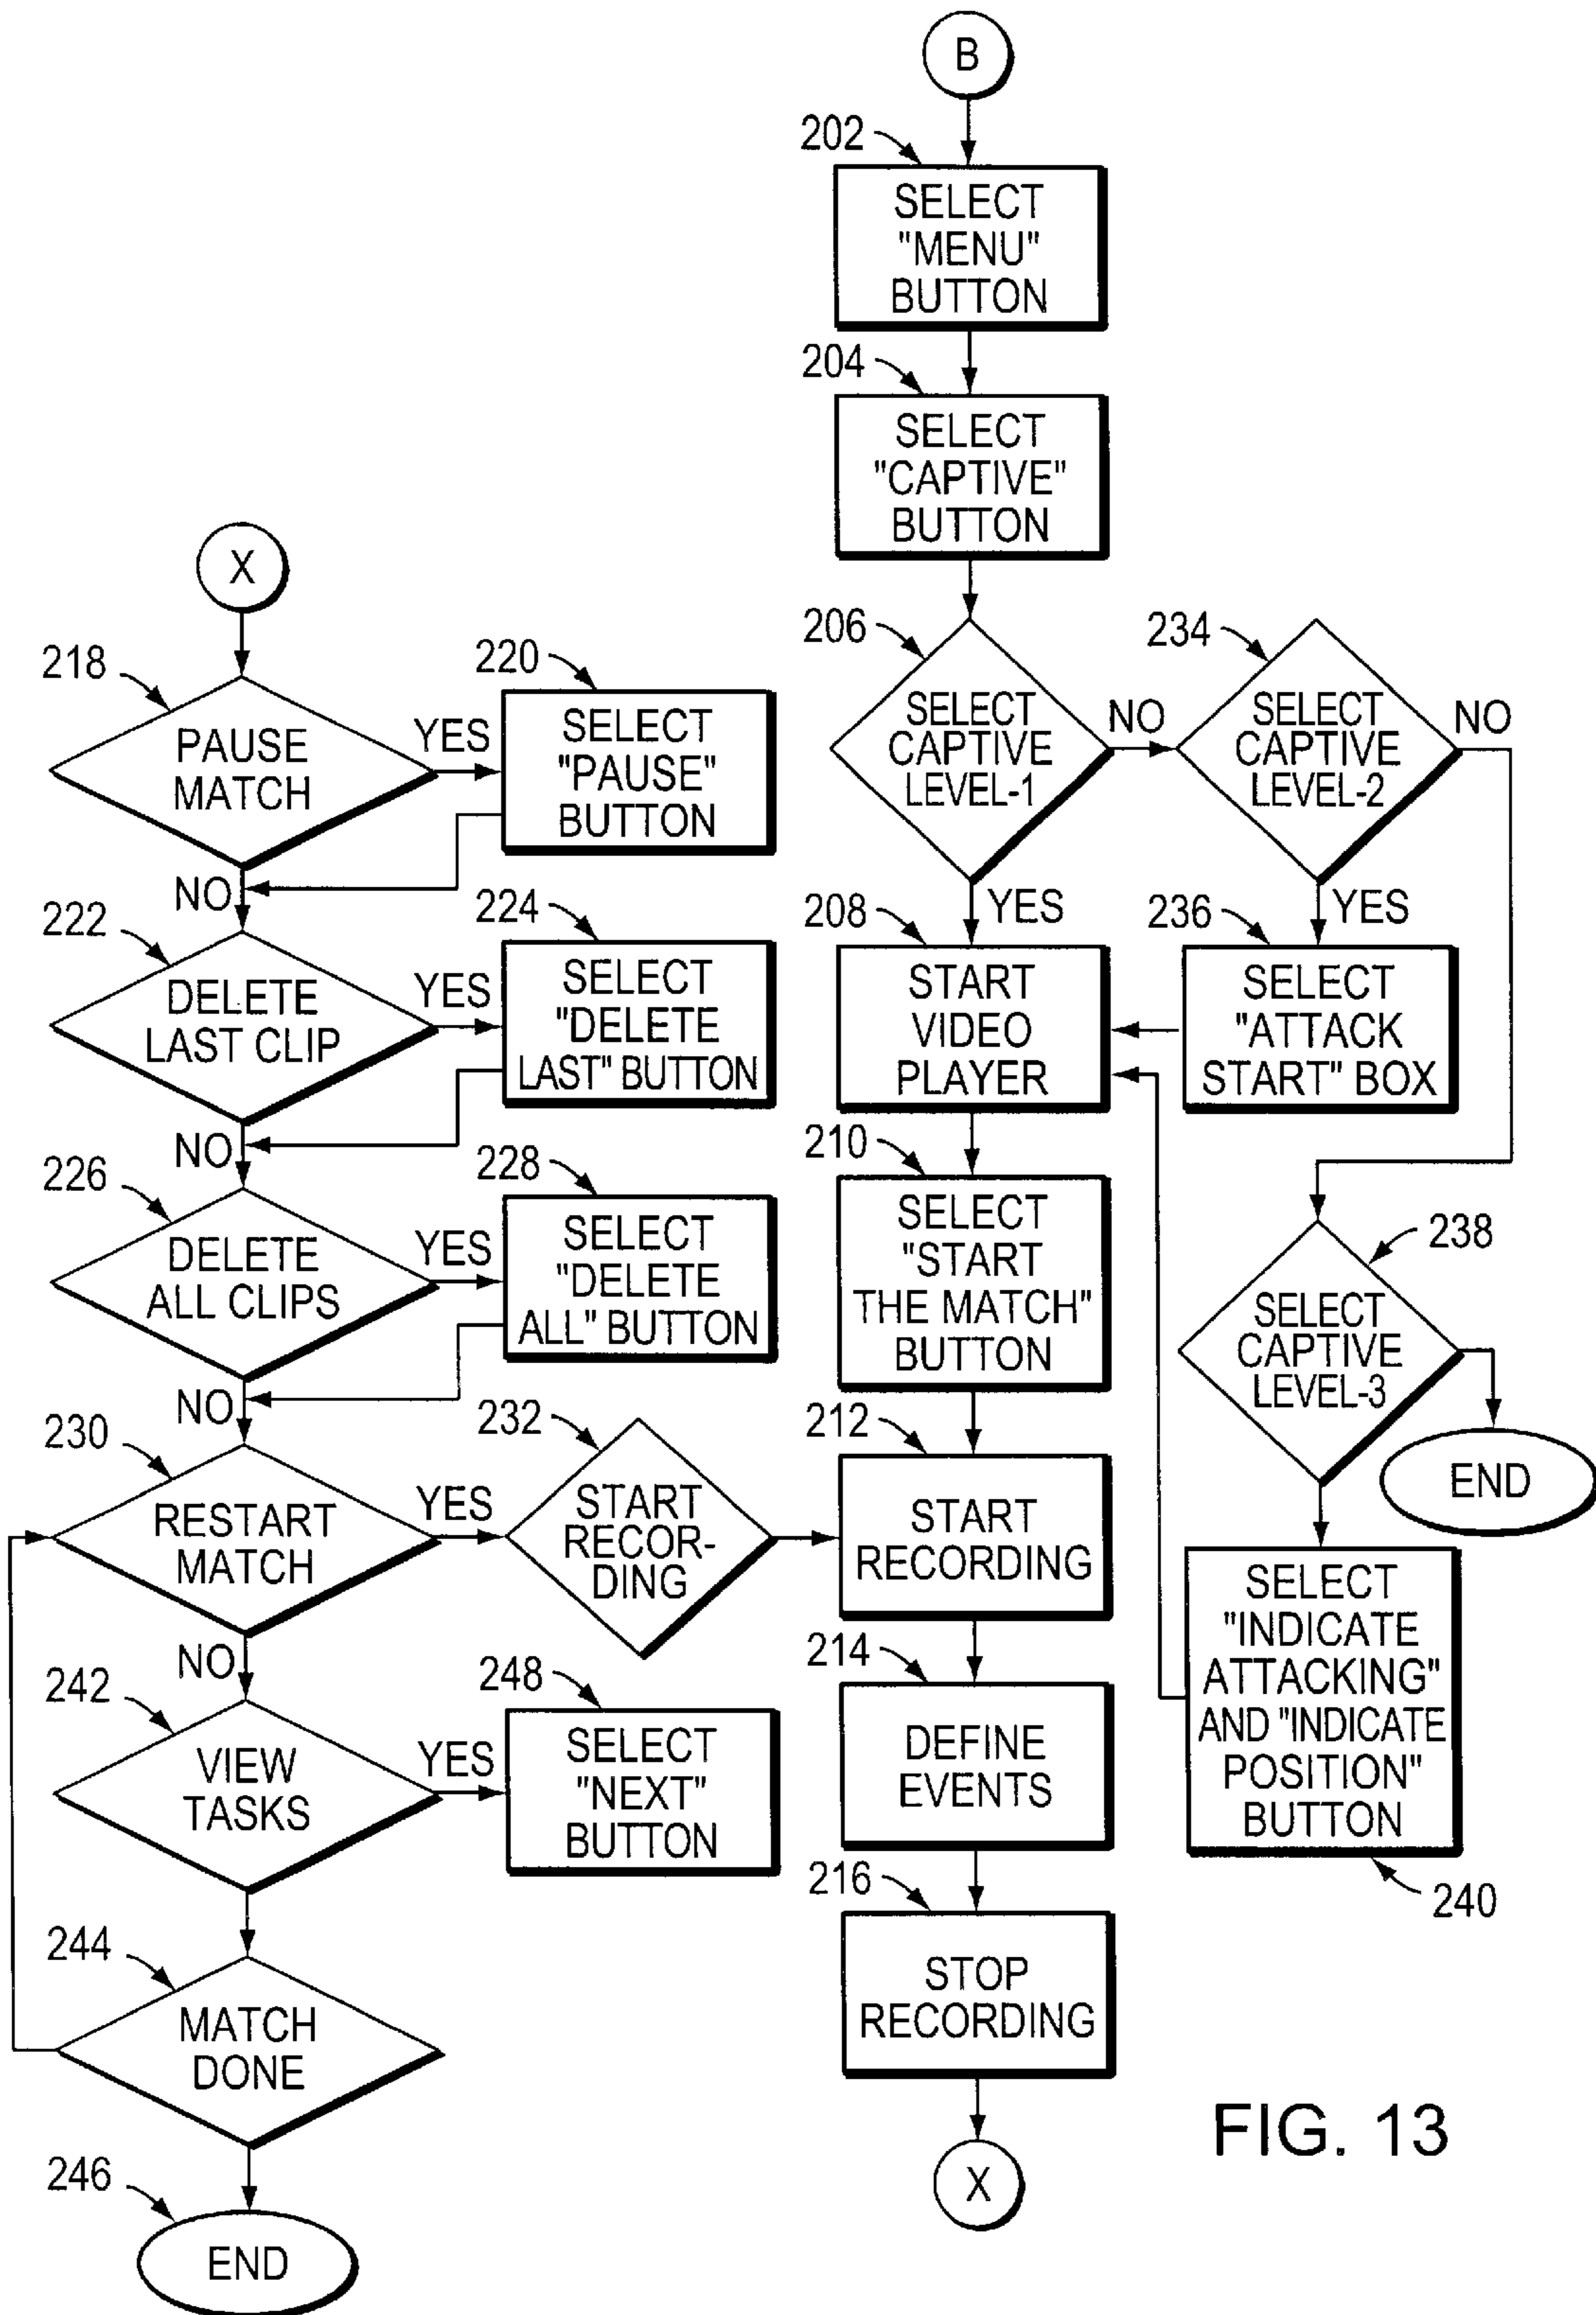 B
202
SELECT
"MENU"
BUTTON
204
SELECT
"CAPTIVE"
BUTTON
206
SELECT
CAPTIVE
LEVEL-1
NO
YES
234
SELECT
CAPTIVE
LEVEL-2
NO
YES
208
START
VIDEO
PLAYER
236
SELECT
"ATTACK
START" BOX
210
SELECT
"START
THE MATCH"
BUTTON
238
SELECT
CAPTIVE
LEVEL-3
END
212
START
RECORDING
SELECT
"INDICATE
ATTACKING"
AND "INDICATE
POSITION"
BUTTON
240
214
DEFINE
EVENTS
216
STOP
RECORDING
X
X
218
PAUSE
MATCH
YES
NO
220
SELECT
"PAUSE"
BUTTON
222
DELETE
LAST CLIP
YES
NO
224
SELECT
"DELETE
LAST" BUTTON
226
DELETE
ALL CLIPS
YES
NO
228
SELECT
"DELETE
ALL" BUTTON
230
RESTART
MATCH
YES
NO
232
START
RECOR-
DING
242
VIEW
TASKS
YES
248
SELECT
"NEXT"
BUTTON
244
MATCH
DONE
246
END
FIG. 13